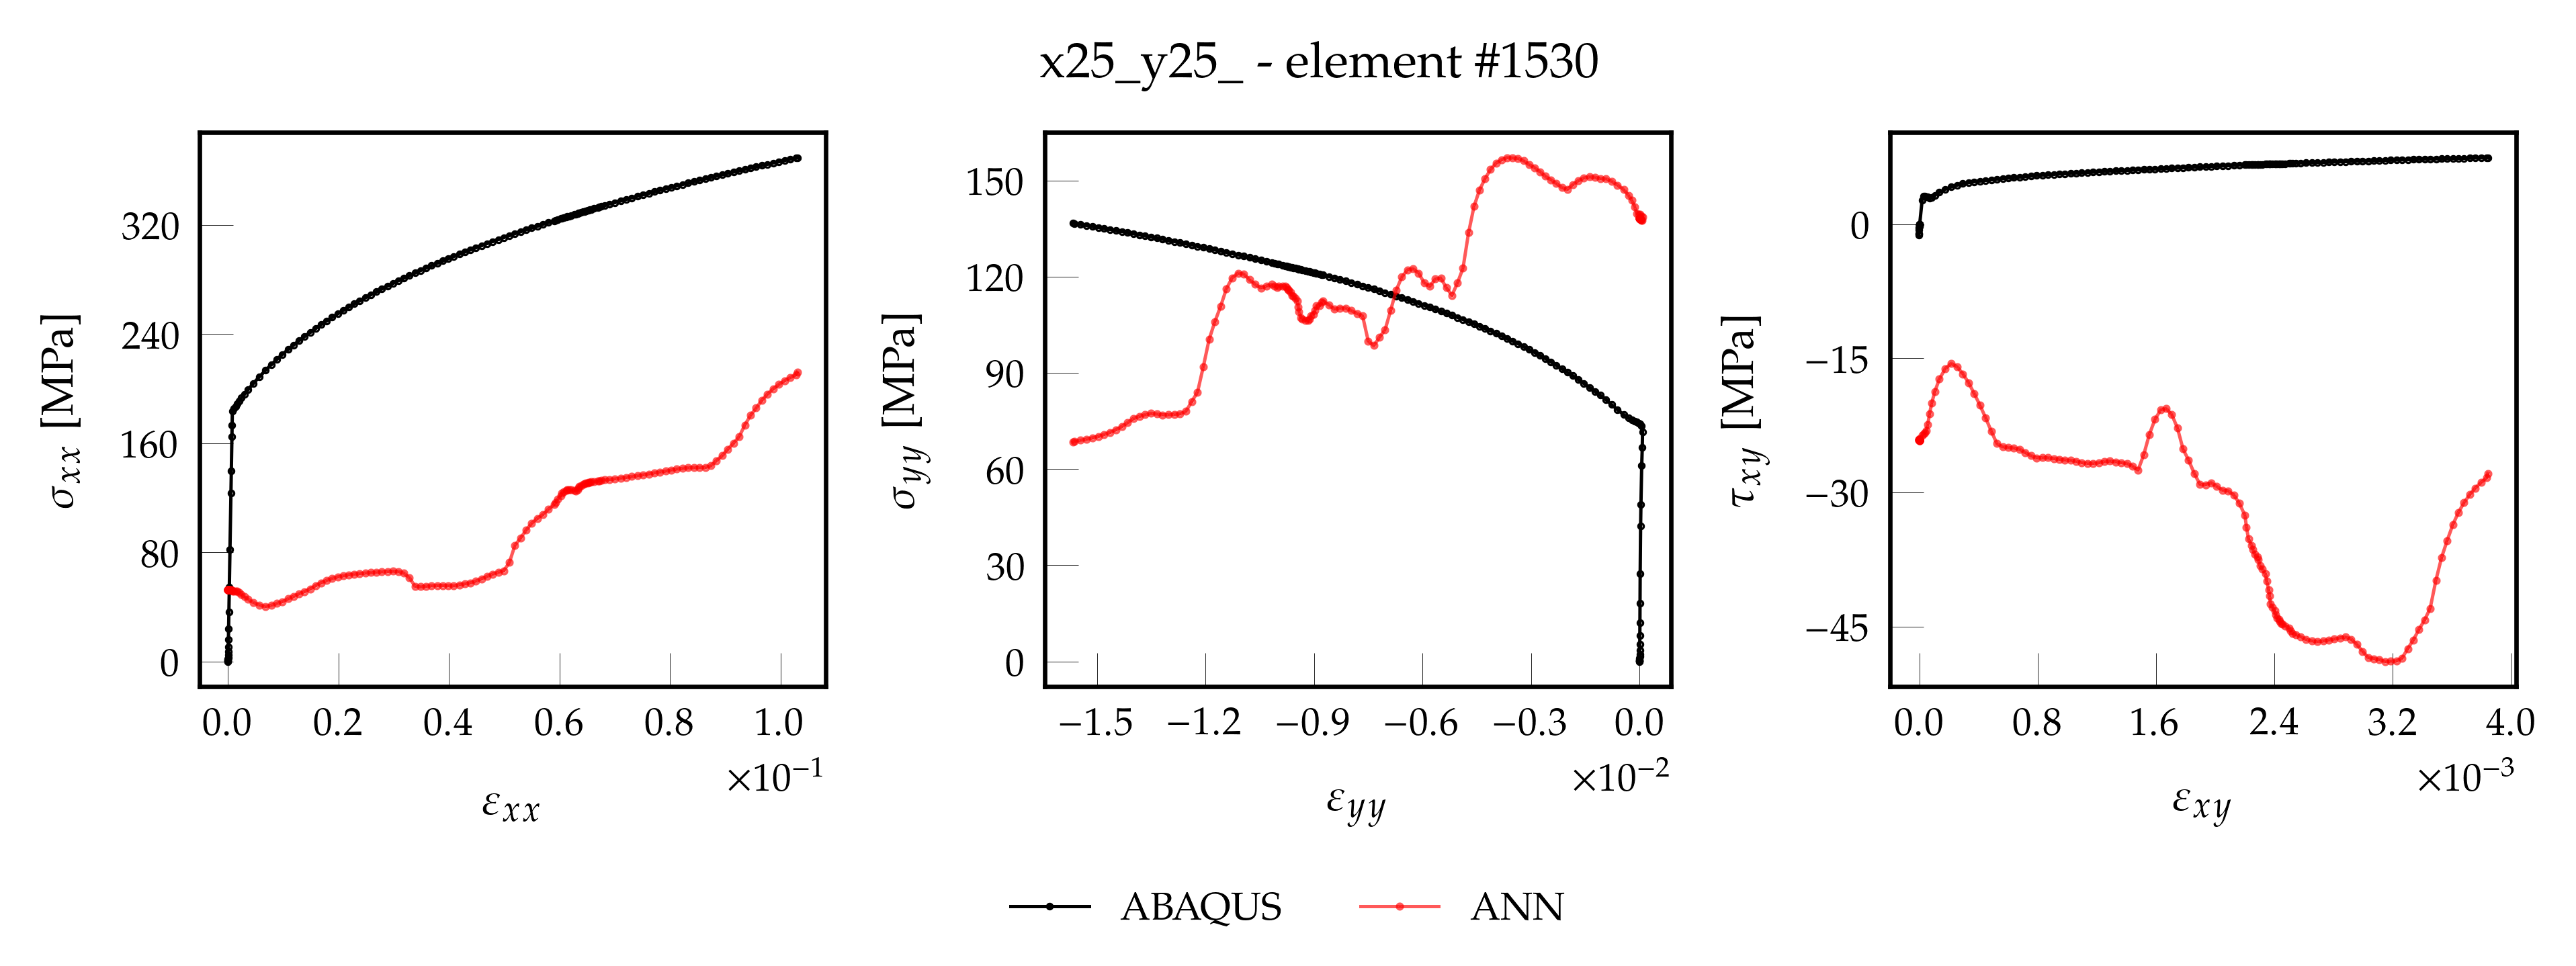 x25_y25_ - element #1530
σxx [MPa]
320
240
160
80
0
0.0 0.2 0.4 0.6 0.8 1.0
×10−1
εxx
σyy [MPa]
150
120
90
60
30
0
−1.5 −1.2 −0.9 −0.6 −0.3 0.0
×10−2
εyy
τxy [MPa]
0
−15
−30
−45
0.0 0.8 1.6 2.4 3.2 4.0
×10−3
εxy
ABAQUS ANN